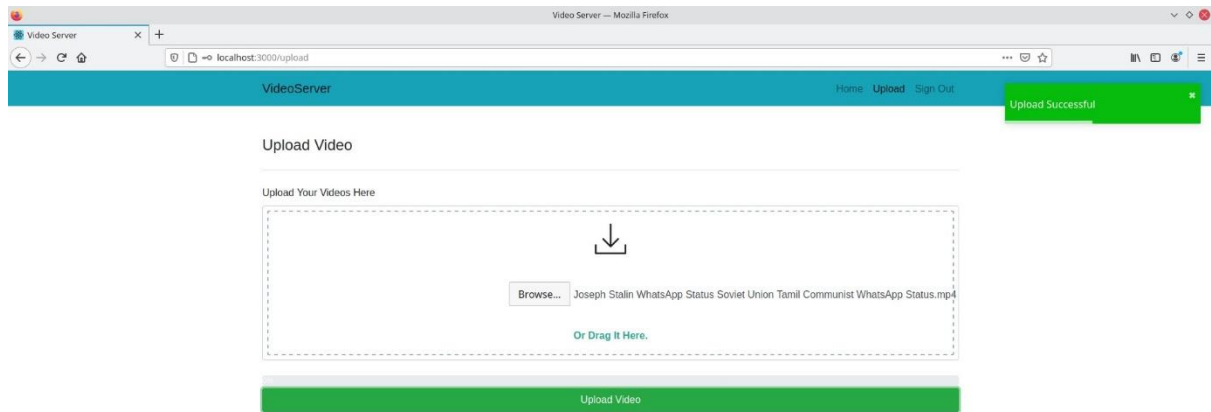 Video Server — Mozilla Firefox
Video Server
localhost:3000/upload
VideoServer
Home Upload Sign Out
Upload Successful
Upload Video
Upload Your Videos Here
Browse... Joseph Stalin WhatsApp Status Soviet Union Tamil Communist WhatsApp Status.mp4
Or Drag It Here.
Upload Video